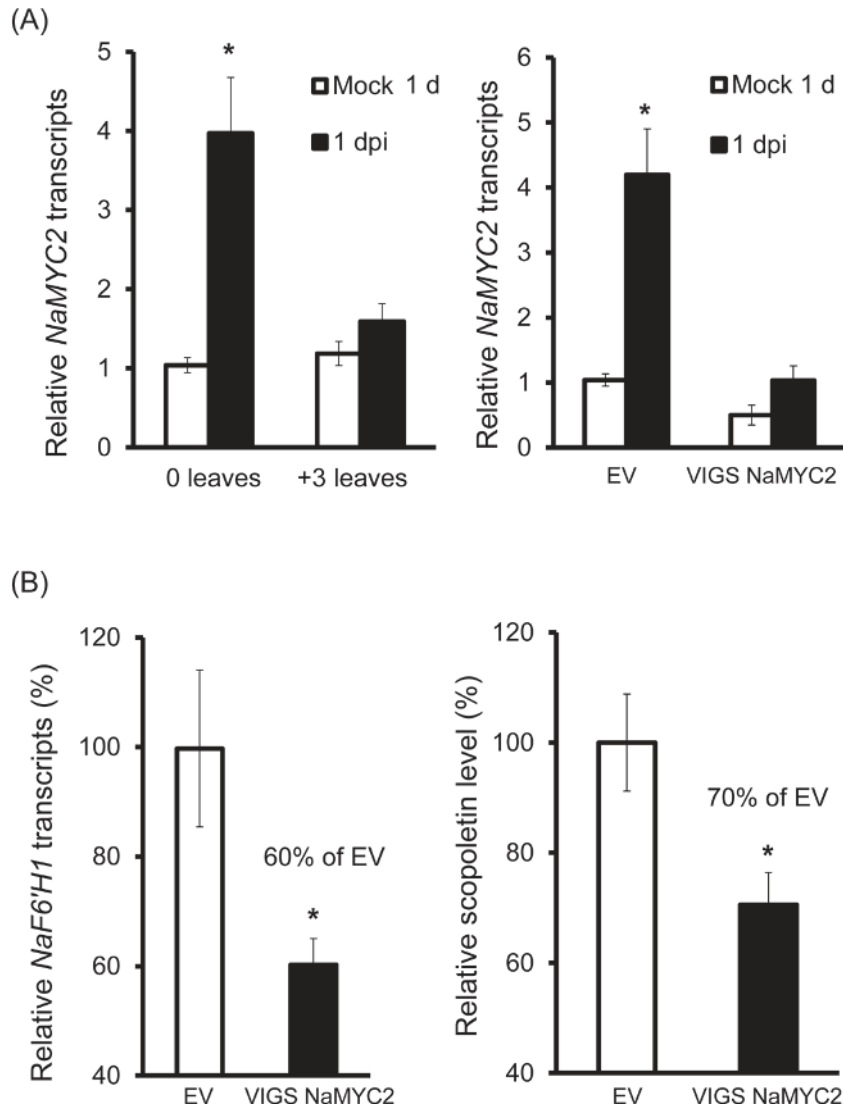 (A)
Relative NaMYC2 transcripts
5
4
3
2
1
0
*
Mock 1 d
1 dpi
0 leaves
+3 leaves
Relative NaMYC2 transcripts
6
5
4
3
2
1
0
*
Mock 1 d
1 dpi
EV
VIGS NaMYC2
(B)
Relative NaF6'H1 transcripts (%)
120
100
80
60
40
60% of EV
*
EV
VIGS NaMYC2
Relative scopoletin level (%)
120
100
80
60
40
70% of EV
*
EV
VIGS NaMYC2